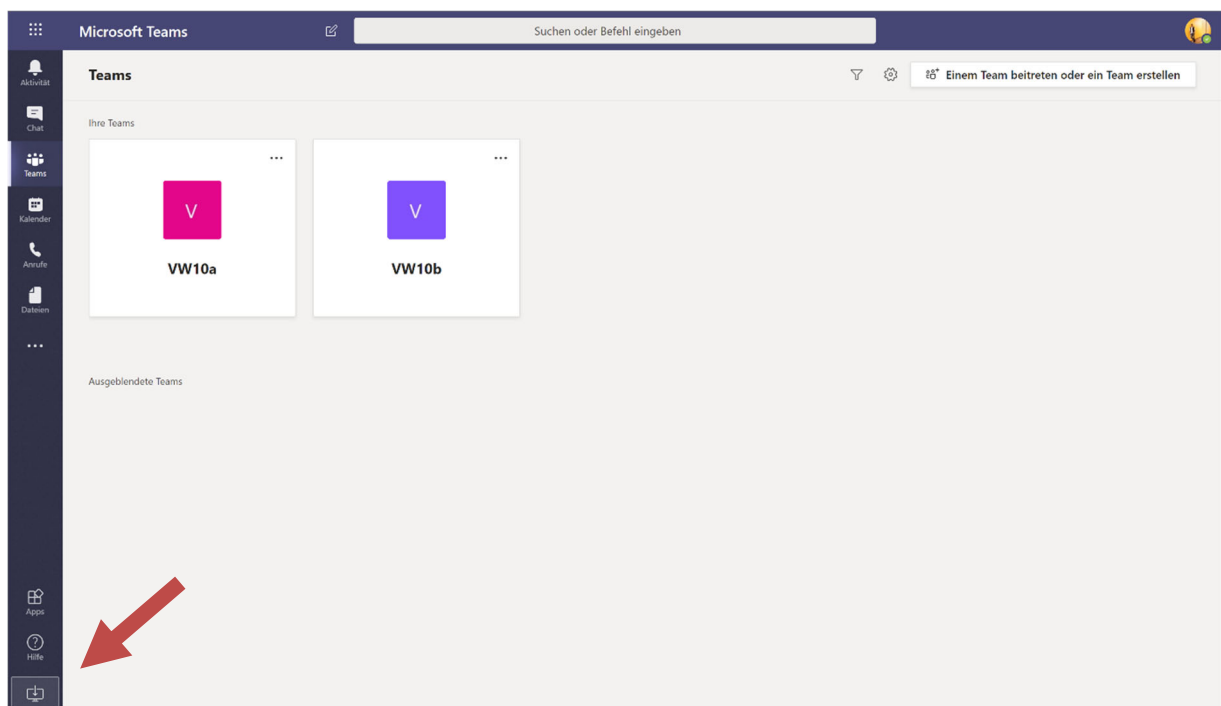 Microsoft Teams
Suchen oder Befehl eingeben
Aktivität
Chat
Teams
Kalender
Anrufe
Dateien
Apps
Hilfe
Teams
Einem Team beitreten oder ein Team erstellen
Ihre Teams
V
VW10a
V
VW10b
Ausgeblendete Teams